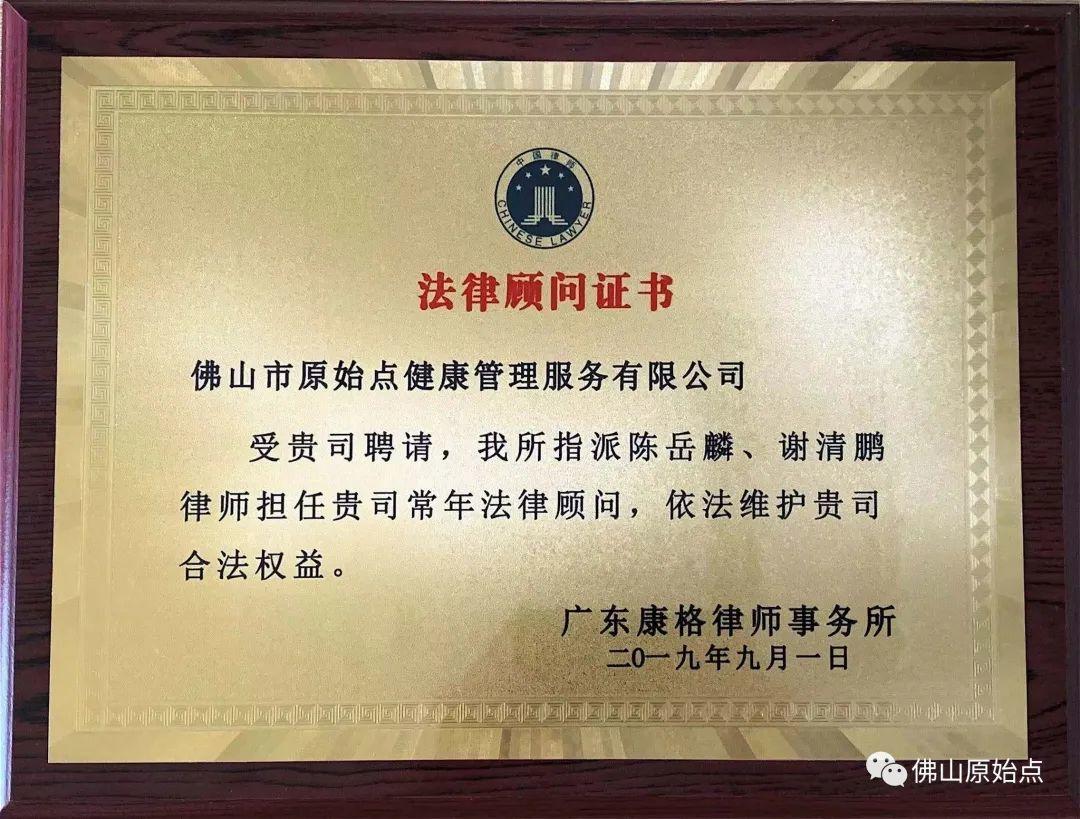 中国律师
CHINESE LAWYER
法律顾问证书
佛山市原始点健康管理服务有限公司
受贵司聘请，我所指派陈岳麟、谢清鹏
律师担任贵司常年法律顾问，依法维护贵司
合法权益。
广东康格律师事务所
二0一九年九月一日
佛山原始点